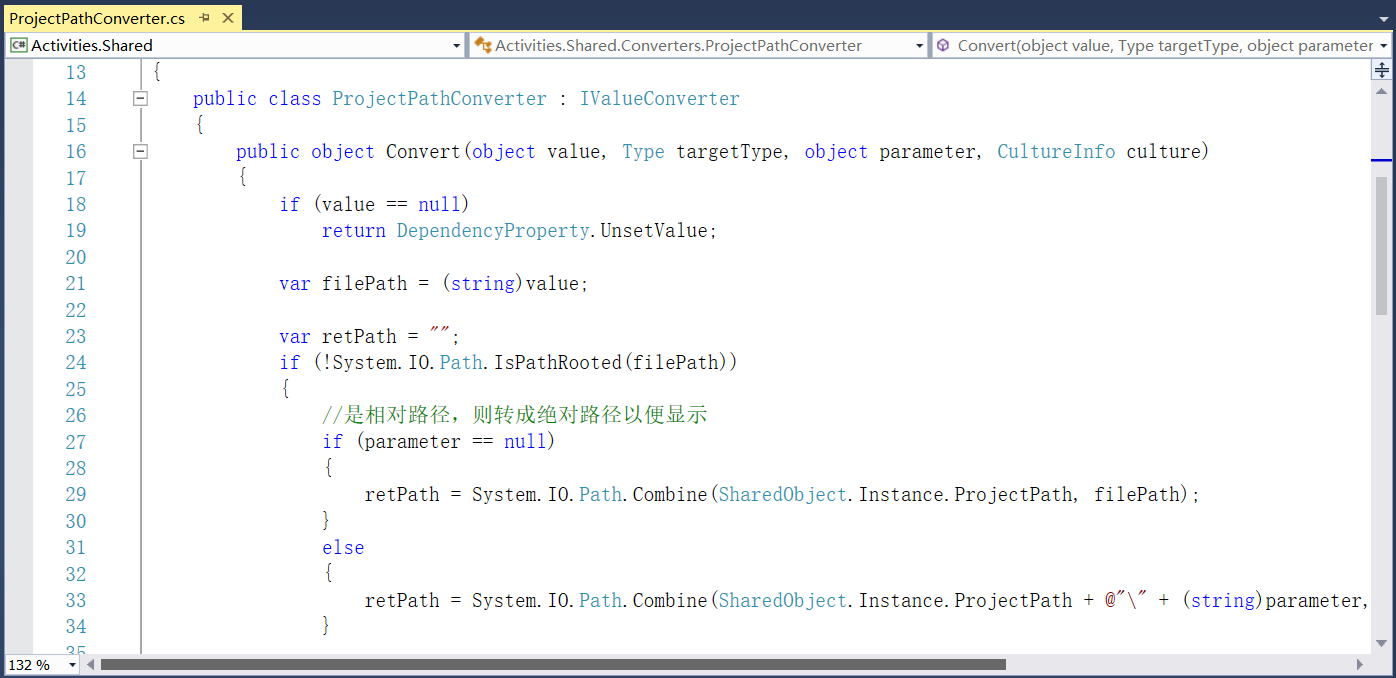 ProjectPathConverter.cs
Activities.Shared
Activities.Shared.Converters.ProjectPathConverter
Convert(object value, Type targetType, object parameter
13 {
14 public class ProjectPathConverter : IValueConverter
15 {
16 public object Convert(object value, Type targetType, object parameter, CultureInfo culture)
17 {
18 if (value == null)
19 return DependencyProperty.UnsetValue;
20
21 var filePath = (string)value;
22
23 var retPath = "";
24 if (!System.IO.Path.IsPathRooted(filePath))
25 {
26 //是相对路径，则转成绝对路径以便显示
27 if (parameter == null)
28 {
29 retPath = System.IO.Path.Combine(SharedObject.Instance.ProjectPath, filePath);
30 }
31 else
32 {
33 retPath = System.IO.Path.Combine(SharedObject.Instance.ProjectPath + @"\" + (string)parameter,
34 }
35
132 %